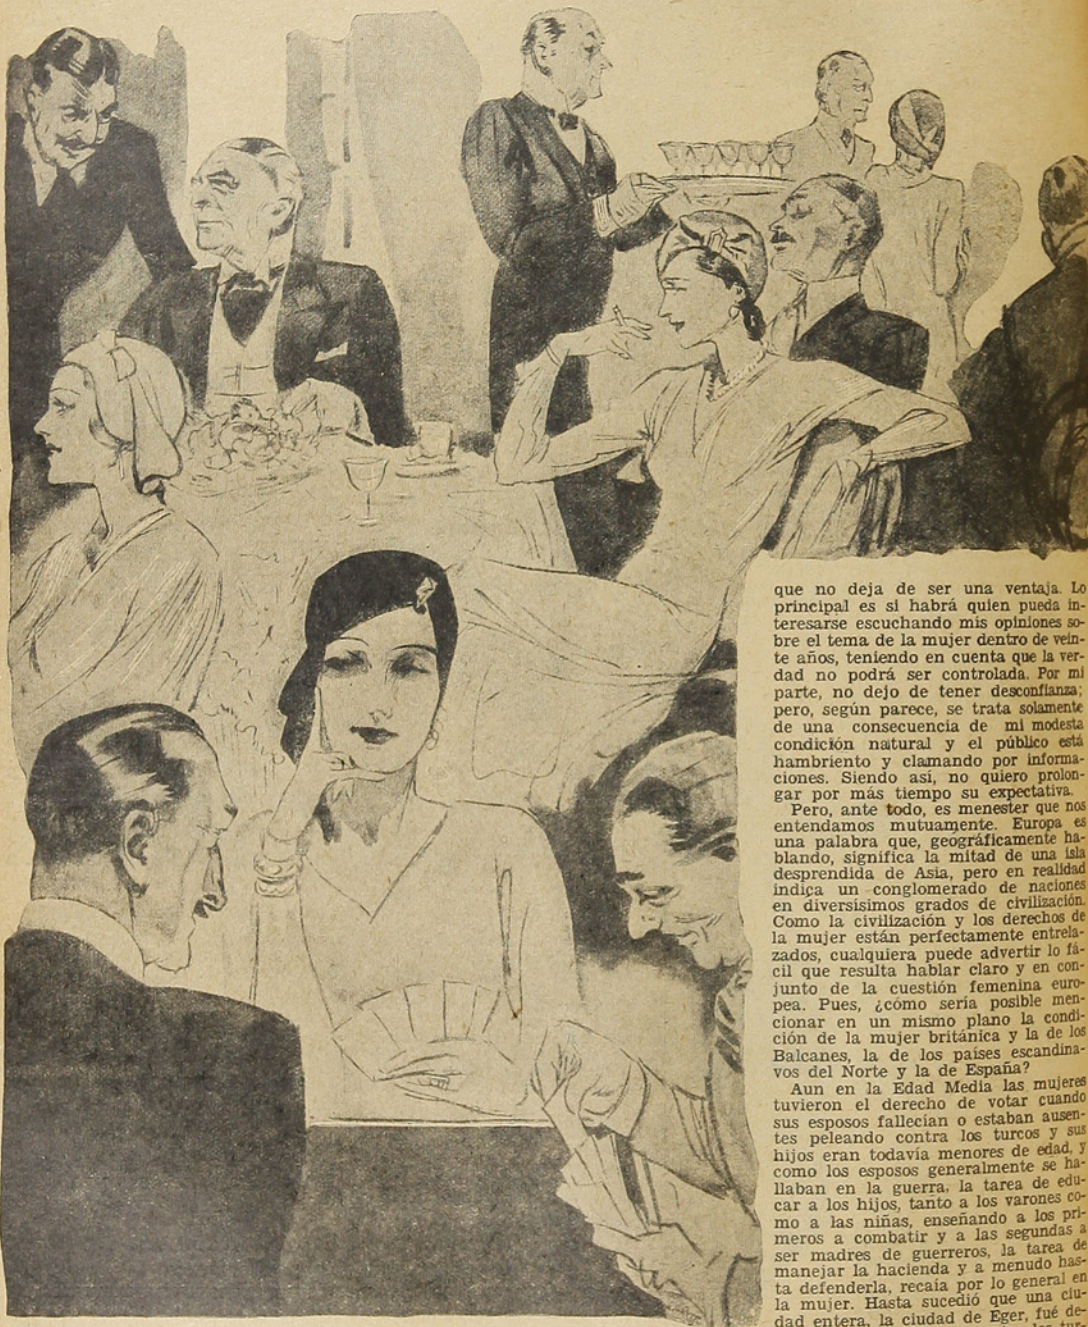 que no deja de ser una ventaja. Lo
principal es si habrá quien pueda in-
teresarse escuchando mis opiniones so-
bre el tema de la mujer dentro de vein-
te años, teniendo en cuenta que la ver-
dad no podrá ser controlada. Por mi
parte, no dejo de tener desconfianza;
pero, según parece, se trata solamente
de una consecuencia de mi modesta
condición natural y el público está
hambriento y clamando por informa-
ciones. Siendo así, no quiero prolon-
gar por más tiempo su expectativa.
Pero, ante todo, es menester que nos
entendamos mutuamente. Europa es
una palabra que, geográficamente ha-
blando, significa la mitad de una isla
desprendida de Asia, pero en realidad
indica un conglomerado de naciones
en diversísimos grados de civilización.
Como la civilización y los derechos de
la mujer están perfectamente entrela-
zados, cualquiera puede advertir lo fá-
cil que resulta hablar claro y en con-
junto de la cuestión femenina euro-
pea. Pues, ¿cómo sería posible men-
cionar en un mismo plano la condi-
ción de la mujer británica y la de los
Balcanes, la de los países escandina-
vos del Norte y la de España?
Aun en la Edad Media las mujeres
tuvieron el derecho de votar cuando
sus esposos fallecían o estaban ausen-
tes peleando contra los turcos y sus
hijos eran todavía menores de edad, y
como los esposos generalmente se ha-
llaban en la guerra, la tarea de edu-
car a los hijos, tanto a los varones co-
mo a las niñas, enseñando a los pri-
meros a combatir y a las segundas a
ser madres de guerreros, la tarea de
manejar la hacienda y a menudo has-
ta defenderla, recaía por lo general en
la mujer. Hasta sucedió que una ciu-
dad entera, la ciudad de Eger, fué de-